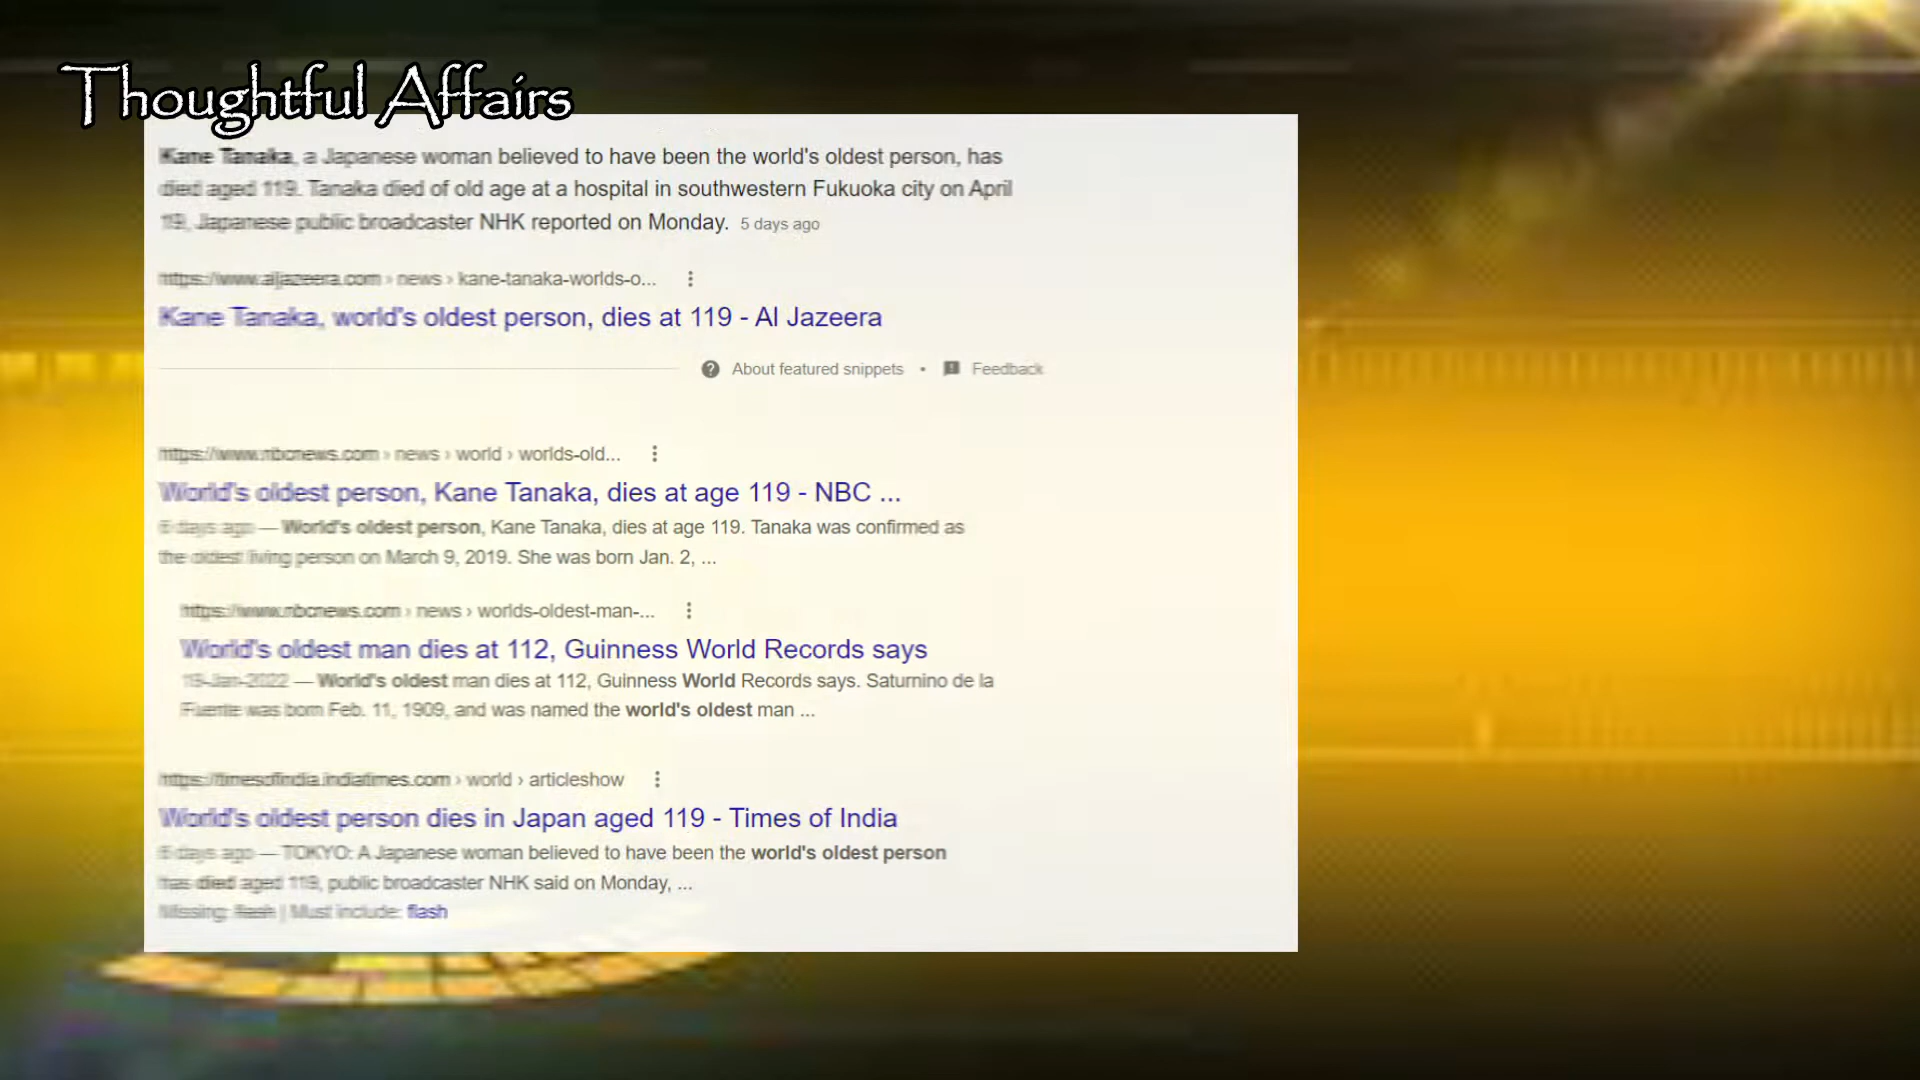 Thoughtful Affairs
Kane Tanaka, a Japanese woman believed to have been the world's oldest person, has
died aged 119. Tanaka died of old age at a hospital in southwestern Fukuoka city on April
19, Japanese public broadcaster NHK reported on Monday. 5 days ago
https://www.aljazeera.com › news › kane-tanaka-worlds-o...
Kane Tanaka, world's oldest person, dies at 119 - Al Jazeera
About featured snippets • Feedback
https://www.nbcnews.com › news › world › worlds-old...
World's oldest person, Kane Tanaka, dies at age 119 - NBC ...
6 days ago — World's oldest person, Kane Tanaka, dies at age 119. Tanaka was confirmed as
the oldest living person on March 9, 2019. She was born Jan. 2, ...
https://www.nbcnews.com › news › worlds-oldest-man-...
World's oldest man dies at 112, Guinness World Records says
19-Jan-2022 — World's oldest man dies at 112, Guinness World Records says. Saturnino de la
Fuente was born Feb. 11, 1909, and was named the world's oldest man ...
https://timesofindia.indiatimes.com › world › articleshow
World's oldest person dies in Japan aged 119 - Times of India
6 days ago — TOKYO: A Japanese woman believed to have been the world's oldest person
has died aged 119, public broadcaster NHK said on Monday, ...
Missing: flash | Must include: flash